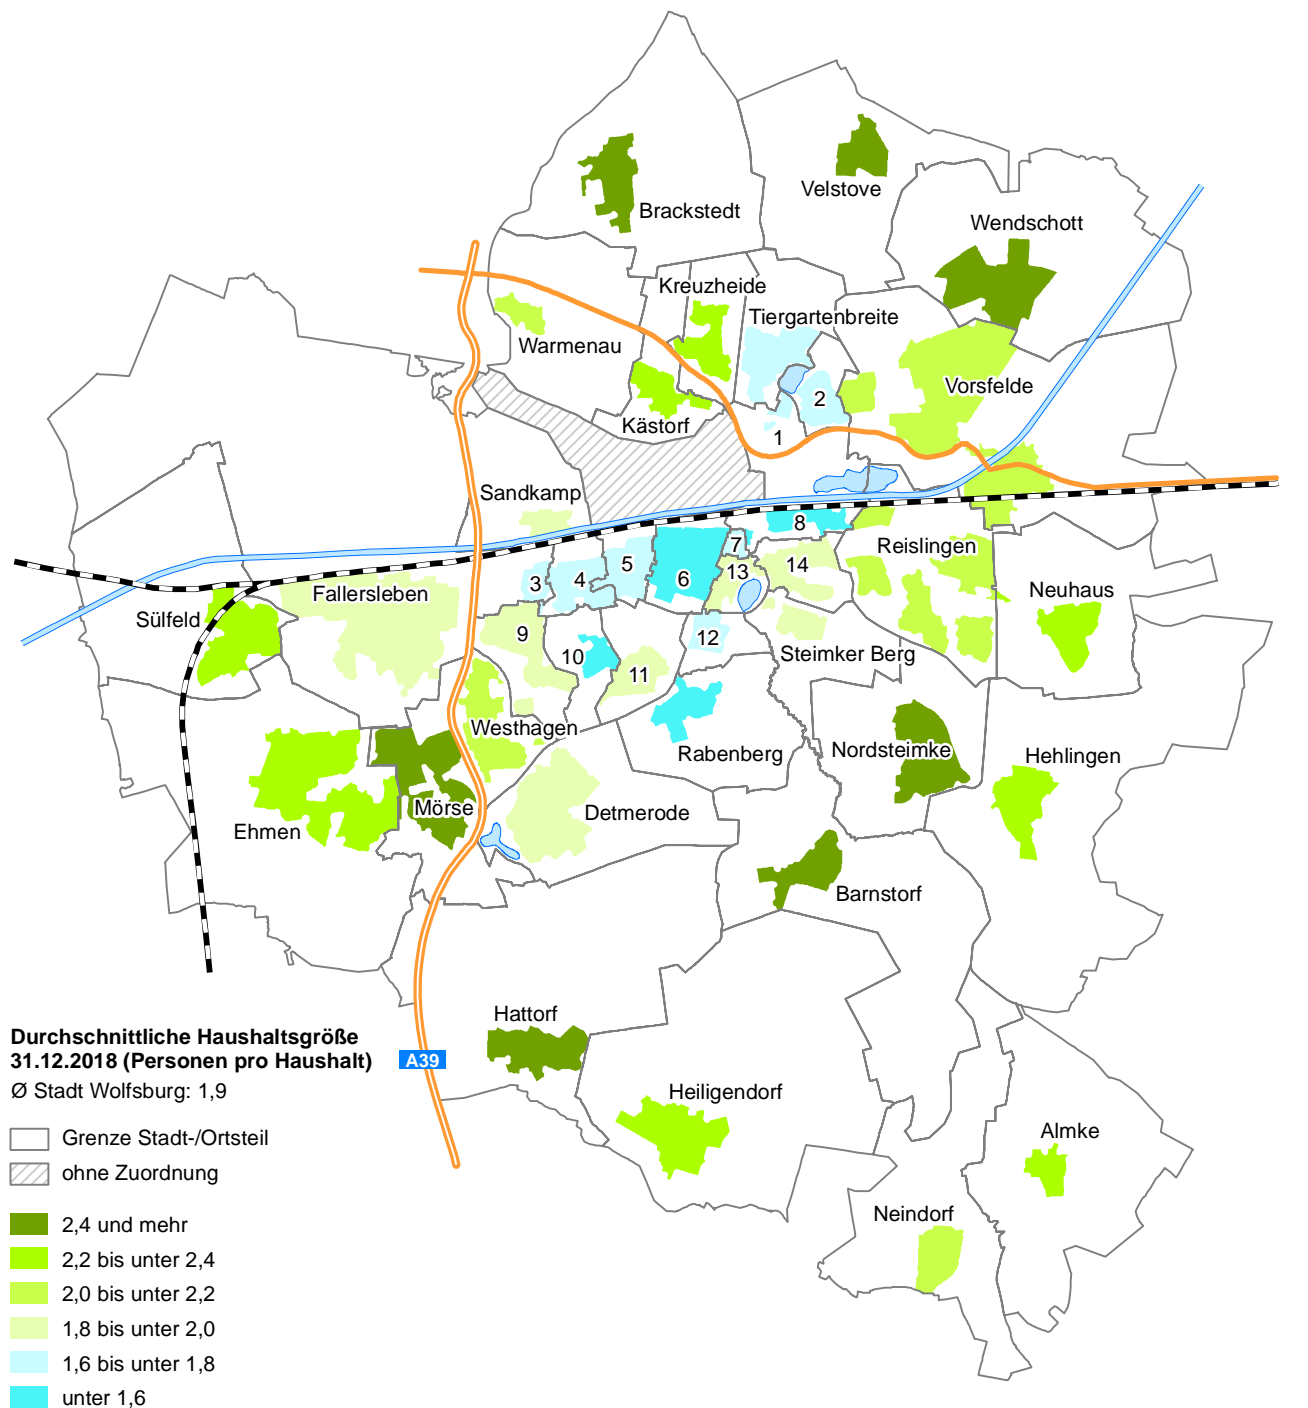 Brackstedt
Velstove
Wendschott
Kreuzheide
Tiergartenbreite
Warmenau
Vorsfelde
Kästorf
2
1
Sandkamp
8
7
Reislingen
5
14
13
6
4
3
Fallersleben
Neuhaus
Sülfeld
9
12
10
Steimker Berg
11
Westhagen
Rabenberg
Nordsteimke
Hehlingen
Mörse
Detmerode
Ehmen
Barnstorf
Hattorf
Durchschnittliche Haushaltsgröße
31.12.2018 (Personen pro Haushalt)
A39
Ø Stadt Wolfsburg: 1,9
Heiligendorf
Almke
Grenze Stadt-/Ortsteil
ohne Zuordnung
Neindorf
2,4 und mehr
2,2 bis unter 2,4
2,0 bis unter 2,2
1,8 bis unter 2,0
1,6 bis unter 1,8
unter 1,6